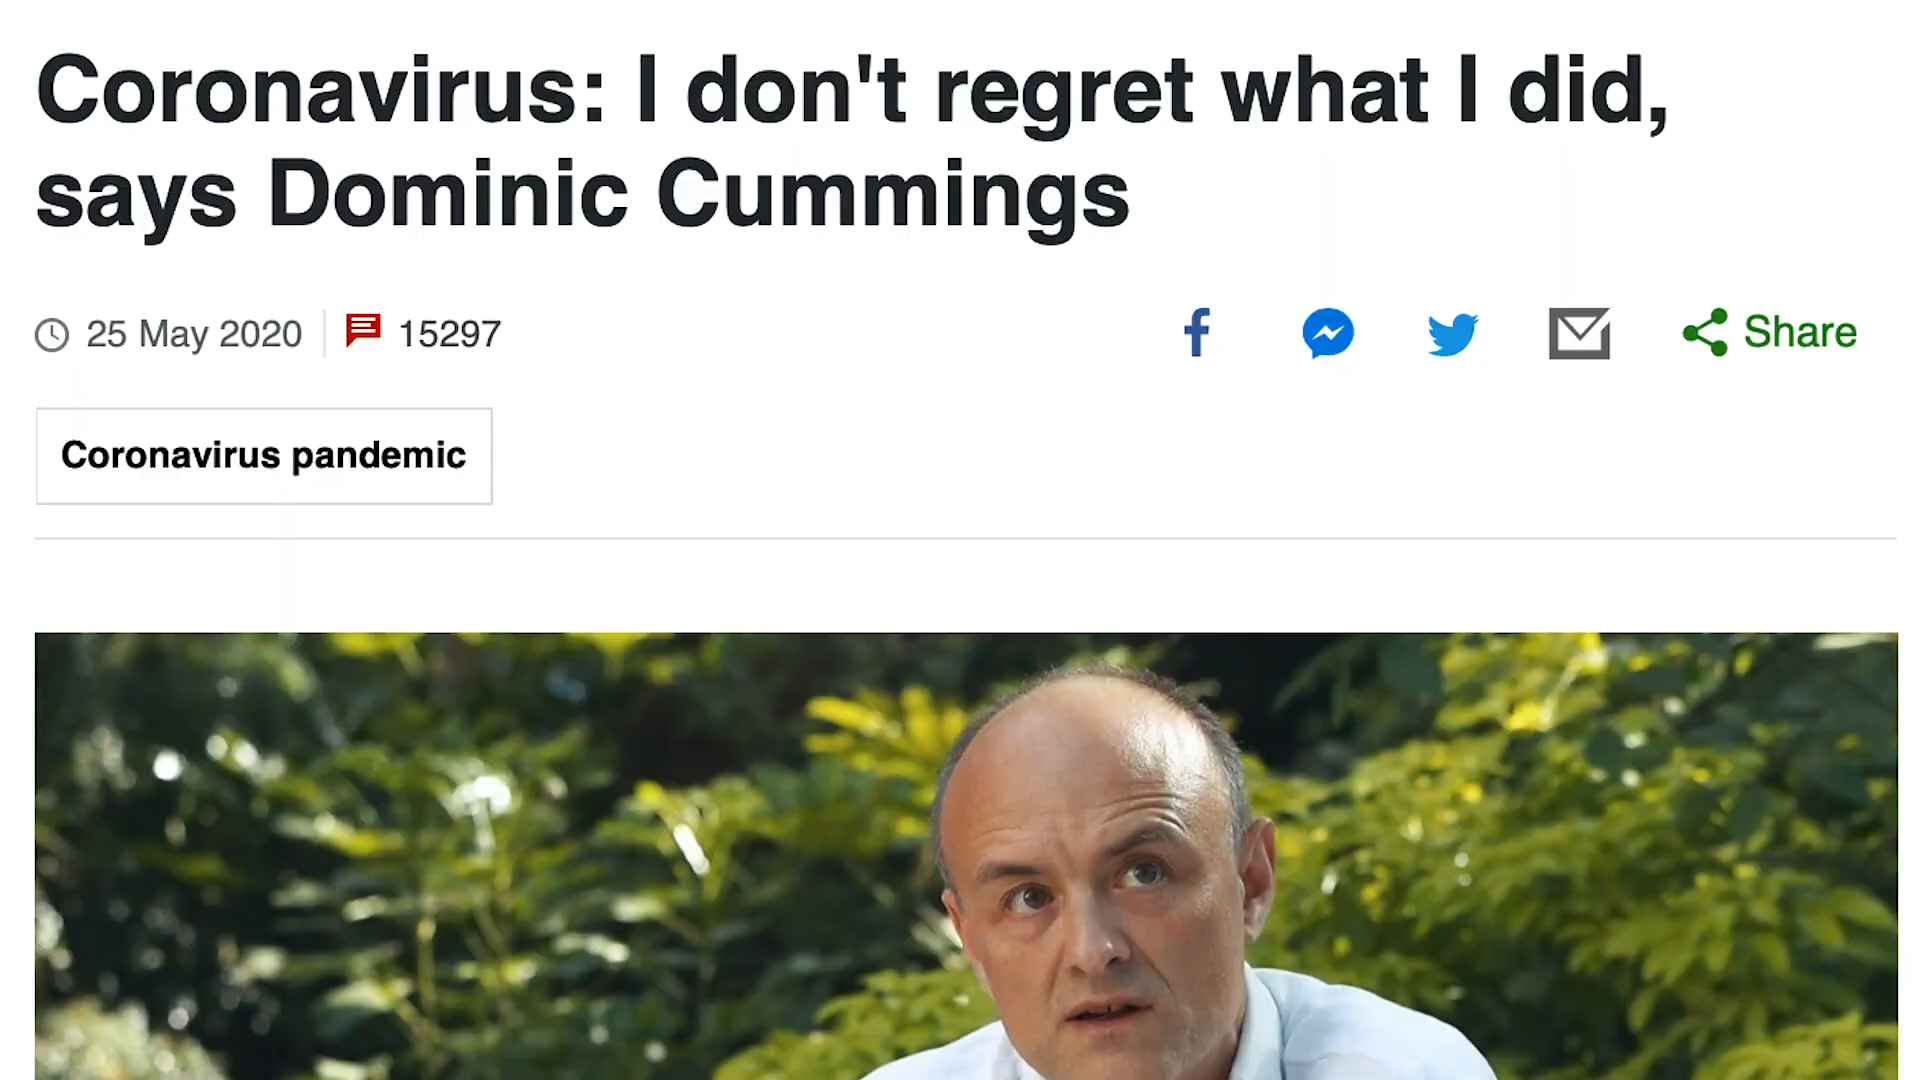 Coronavirus: I don't regret what I did,
says Dominic Cummings
25 May 2020 15297 Share
Coronavirus pandemic